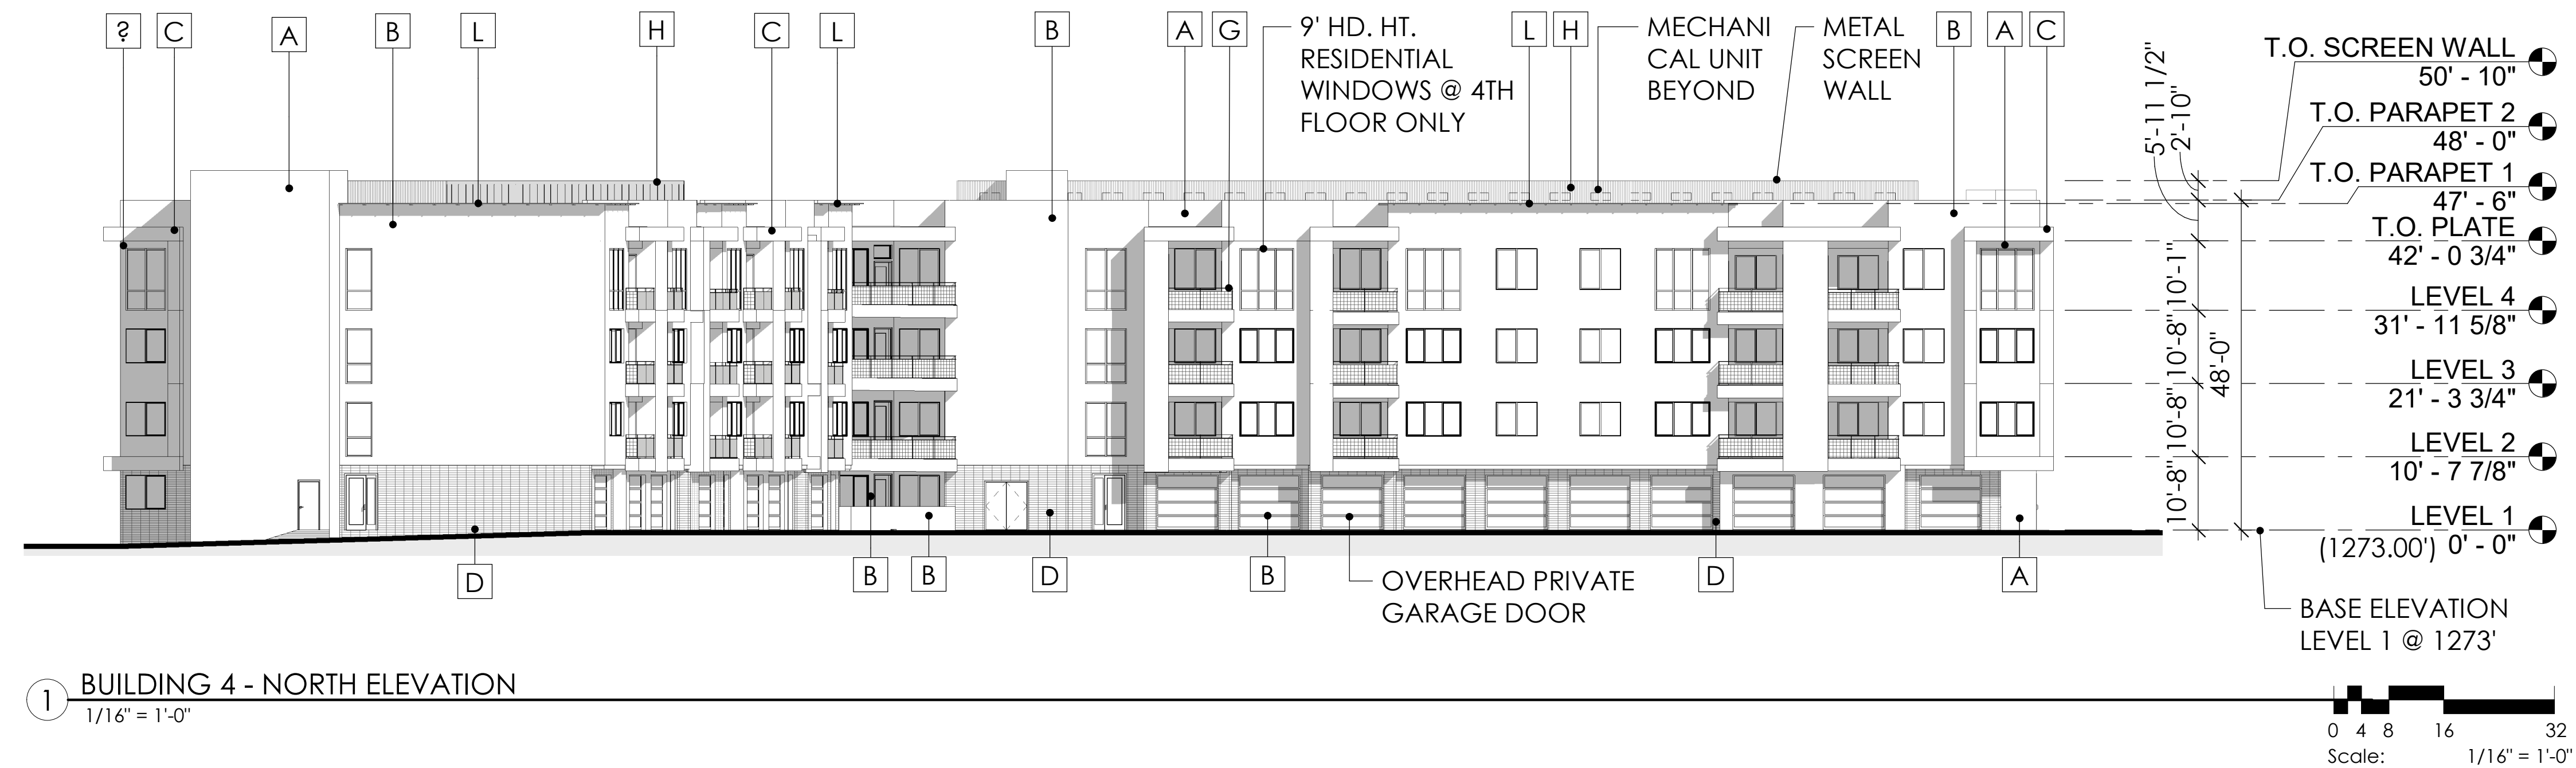 ? C A B L H C L B A G
9' HD. HT.
RESIDENTIAL
WINDOWS @ 4TH
FLOOR ONLY
L H
MECHANI
CAL UNIT
BEYOND
METAL
SCREEN
WALL
B A C
T.O. SCREEN WALL
50' - 10"
T.O. PARAPET 2
48' - 0"
T.O. PARAPET 1
47' - 6"
T.O. PLATE
42' - 0 3/4"
LEVEL 4
31' - 11 5/8"
LEVEL 3
21' - 3 3/4"
LEVEL 2
10' - 7 7/8"
LEVEL 1
(1273.00') 0' - 0"
5'-11 1/2"
2'-10"
10'-1"
10'-8"
10'-8"
10'-8"
48'-0"
D B B D B
OVERHEAD PRIVATE
GARAGE DOOR
D A
BASE ELEVATION
LEVEL 1 @ 1273'
1 BUILDING 4 - NORTH ELEVATION
1/16" = 1'-0"
0 4 8 16 32
Scale: 1/16" = 1'-0"